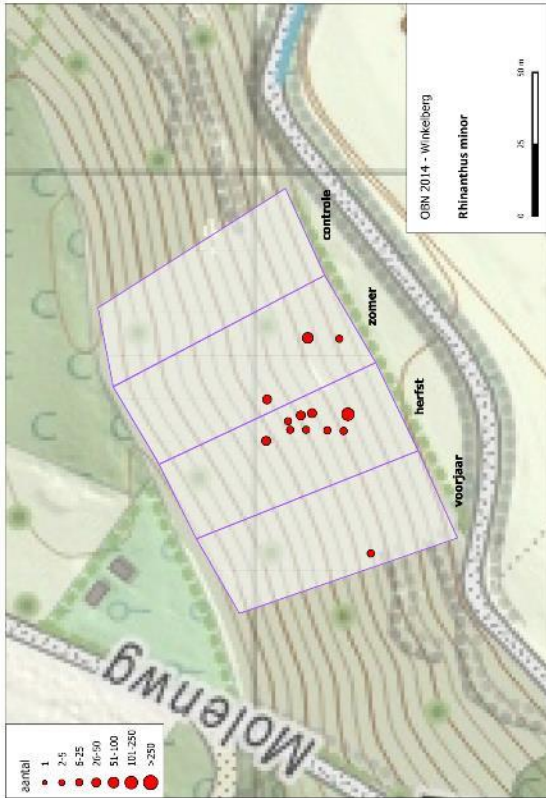 aantal
1
2-5
6-25
26-50
51-100
101-250
>250
Molenwg
voorjaar
herfst
zomer
controle
OBN 2014 - Winkelberg
Rhinanthus minor
0 25 50 m